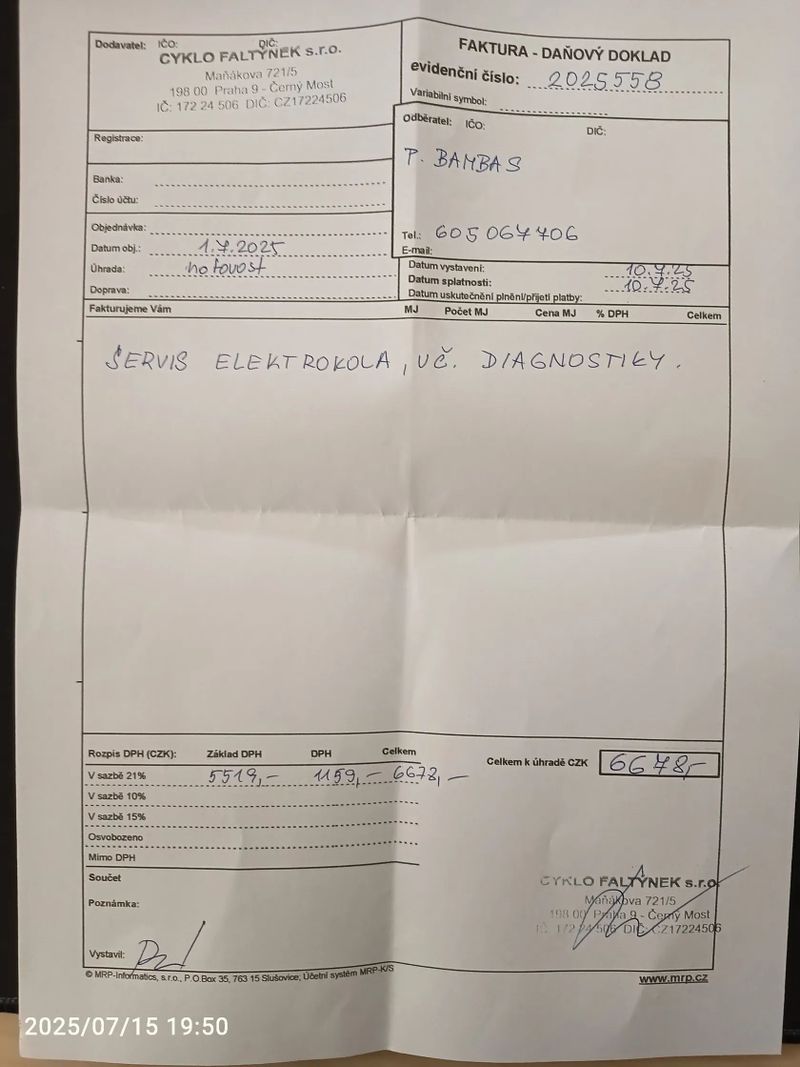 Dodavatel: IČO: DIČ:
CYKLO FALTÝNEK s.r.o.
Maňákova 721/5
198 00 Praha 9 - Černý Most
IČ: 172 24 506 DIČ: CZ17224506
FAKTURA - DAŇOVÝ DOKLAD
evidenční číslo: 2025558
Variabilní symbol:
Registrace:
Odběratel: IČO: DIČ:
P. BAMBAS
Banka:
Číslo účtu:
Objednávka:
Datum obj.: 1.7.2025
Úhrada: hotovost
Doprava:
Tel.: 605 067 706
E-mail:
Datum vystavení: 10.7.25
Datum splatnosti: 10.7.25
Datum uskutečnění plnění/přijetí platby:
Fakturujeme Vám MJ Počet MJ Cena MJ % DPH Celkem
SERVIS ELEKTROKOLA, VČ. DIAGNOSTIKY.
Rozpis DPH (CZK): Základ DPH DPH Celkem
V sazbě 21% 5519,- 1159,- 6678,-
V sazbě 10%
V sazbě 15%
Osvobozeno
Mimo DPH
Součet
Poznámka:
Celkem k úhradě CZK 6678,-
CYKLO FALTÝNEK s.r.o.
Maňákova 721/5
198 00 Praha 9 - Černý Most
IČ: 172 24 506 DIČ: CZ17224506
Vystavil:
© MRP-Informatics, s.r.o., P.O.Box 35, 763 15 Slušovice; Účetní systém MRP-K/S
www.mrp.cz
2025/07/15 19:50